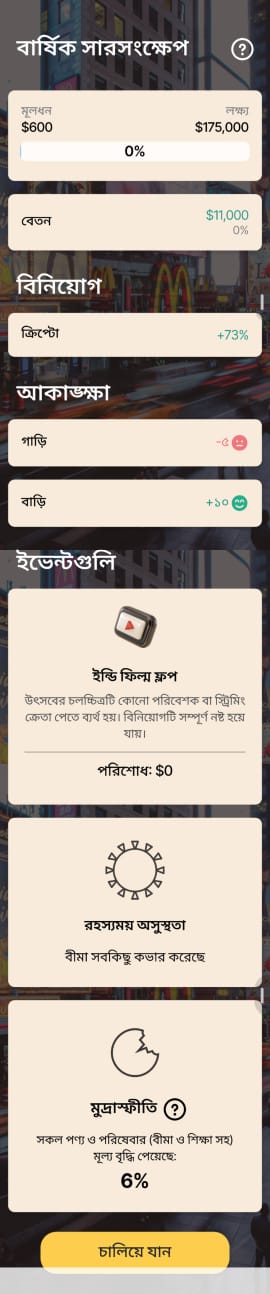 বার্ষিক সারসংক্ষেপ ?
মূলধন লক্ষ্য
$600 $175,000
0%
বেতন $11,000
0%
বিনিয়োগ
ক্রিপ্টো +73%
আকাঙ্ক্ষা
গাড়ি -৫
বাড়ি +১০
ইভেন্টগুলি
ইন্ডি ফিল্ম ফ্লপ
উৎসবের চলচ্চিত্রটি কোনো পরিবেশক বা স্ট্রিমিং
ক্রেতা পেতে ব্যর্থ হয়। বিনিয়োগটি সম্পূর্ণ নষ্ট হয়ে
যায়।
পরিশোধ: $0
রহস্যময় অসুস্থতা
বীমা সবকিছু কভার করেছে
মুদ্রাস্ফীতি ?
সকল পণ্য ও পরিষেবার (বীমা ও শিক্ষা সহ)
মূল্য বৃদ্ধি পেয়েছে:
6%
চালিয়ে যান